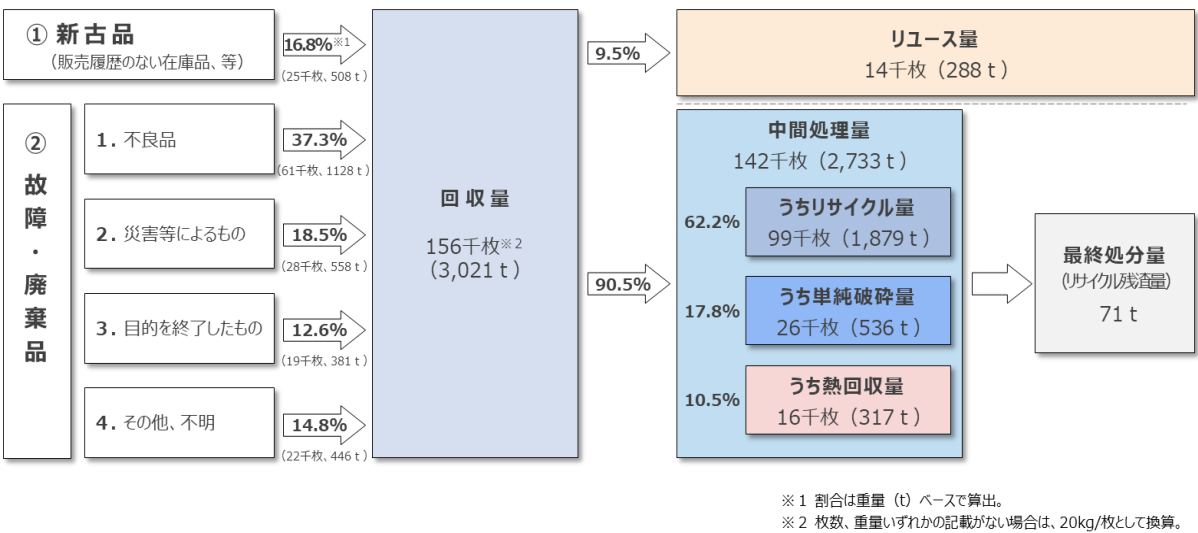 ① 新古品
（販売履歴のない在庫品、等）
16.8%※1
（25千枚、508ｔ）
②故障・廃棄品
1. 不良品
37.3%
（61千枚、1128ｔ）
2. 災害等によるもの
18.5%
（28千枚、558ｔ）
3. 目的を終了したもの
12.6%
（19千枚、381ｔ）
4. その他、不明
14.8%
（22千枚、446ｔ）
回収量
156千枚※2
（3,021ｔ）
9.5%
リユース量
14千枚（288ｔ）
90.5%
中間処理量
142千枚（2,733ｔ）
62.2%
うちリサイクル量
99千枚（1,879ｔ）
17.8%
うち単純破砕量
26千枚（536ｔ）
10.5%
うち熱回収量
16千枚（317ｔ）
最終処分量
（リサイクル残渣量）
71ｔ
※１ 割合は重量（t）ベースで算出。
※２ 枚数、重量いずれかの記載がない場合は、20kg/枚として換算。